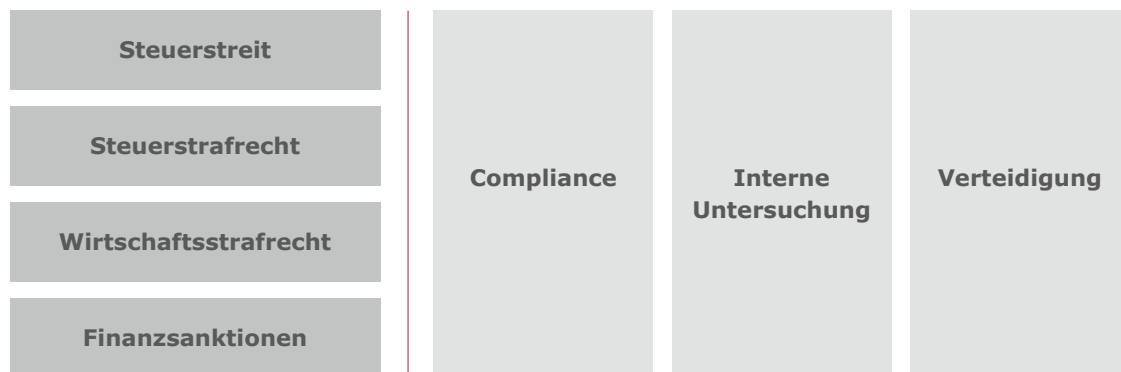 Steuerstreit
Steuerstrafrecht
Wirtschaftsstrafrecht
Finanzsanktionen
Compliance
Interne
Untersuchung
Verteidigung